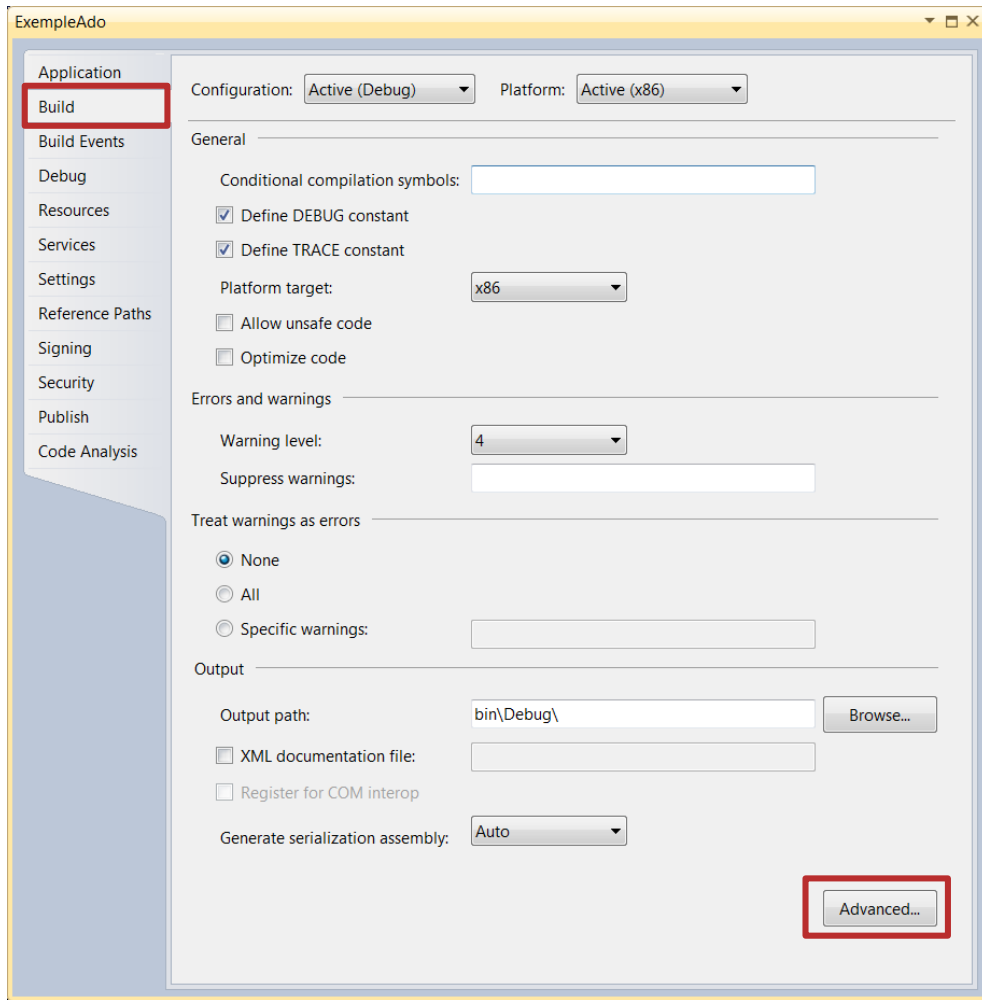 ExempleAdo
Application
Build
Build Events
Debug
Resources
Services
Settings
Reference Paths
Signing
Security
Publish
Code Analysis
Configuration: Active (Debug) Platform: Active (x86)
General
Conditional compilation symbols:
Define DEBUG constant
Define TRACE constant
Platform target: x86
Allow unsafe code
Optimize code
Errors and warnings
Warning level: 4
Suppress warnings:
Treat warnings as errors
None
All
Specific warnings:
Output
Output path: bin\Debug\ Browse...
XML documentation file:
Register for COM interop
Generate serialization assembly: Auto
Advanced...